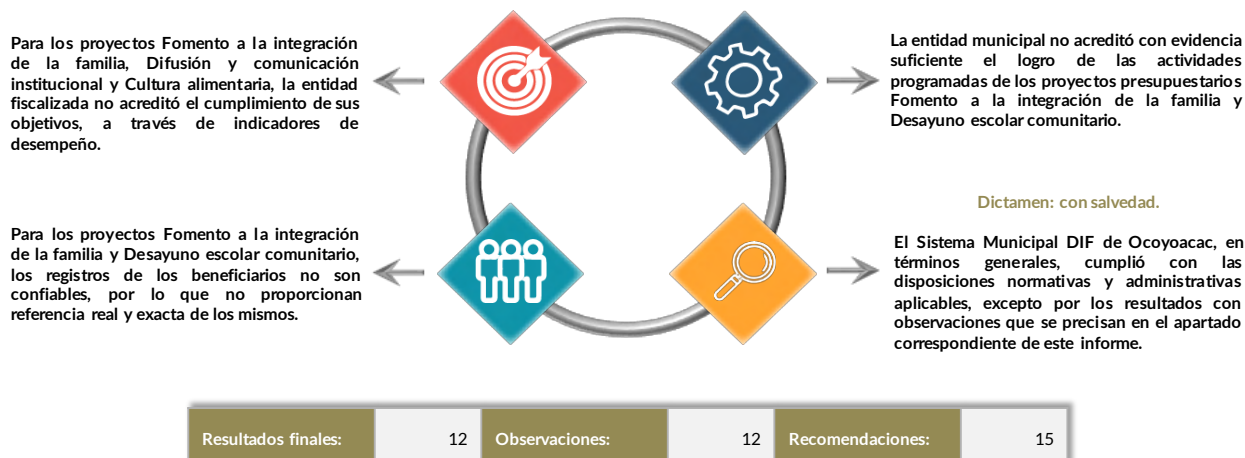 Para los proyectos Fomento a la integración
de la familia, Difusión y comunicación
institucional y Cultura alimentaria, la entidad
fiscalizada no acreditó el cumplimiento de sus
objetivos, a través de indicadores de
desempeño.
La entidad municipal no acreditó con evidencia
suficiente el logro de las actividades
programadas de los proyectos presupuestarios
Fomento a la integración de la familia y
Desayuno escolar comunitario.
Para los proyectos Fomento a la integración
de la familia y Desayuno escolar comunitario,
los registros de los beneficiarios no son
confiables, por lo que no proporcionan
referencia real y exacta de los mismos.
Dictamen: con salvedad.
El Sistema Municipal DIF de Ocoyoacac, en
términos generales, cumplió con las
disposiciones normativas y administrativas
aplicables, excepto por los resultados con
observaciones que se precisan en el apartado
correspondiente de este informe.
Resultados finales: 12 Observaciones: 12 Recomendaciones: 15